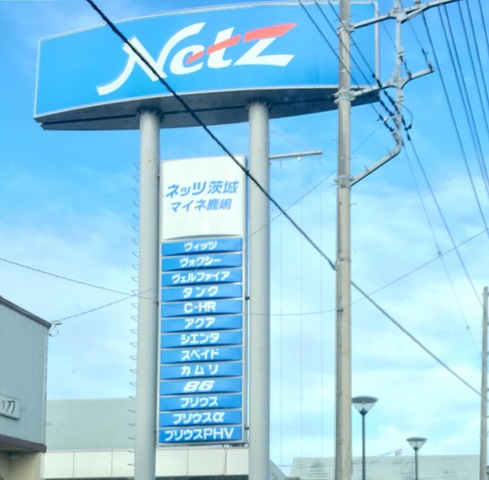 Netz
ネッツ茨城
マイネ鹿嶋
ヴィッツ
ヴォクシー
ヴェルファイア
タンク
C-HR
アクア
シエンタ
スペイド
カムリ
86
プリウス
プリウスα
プリウスPHV